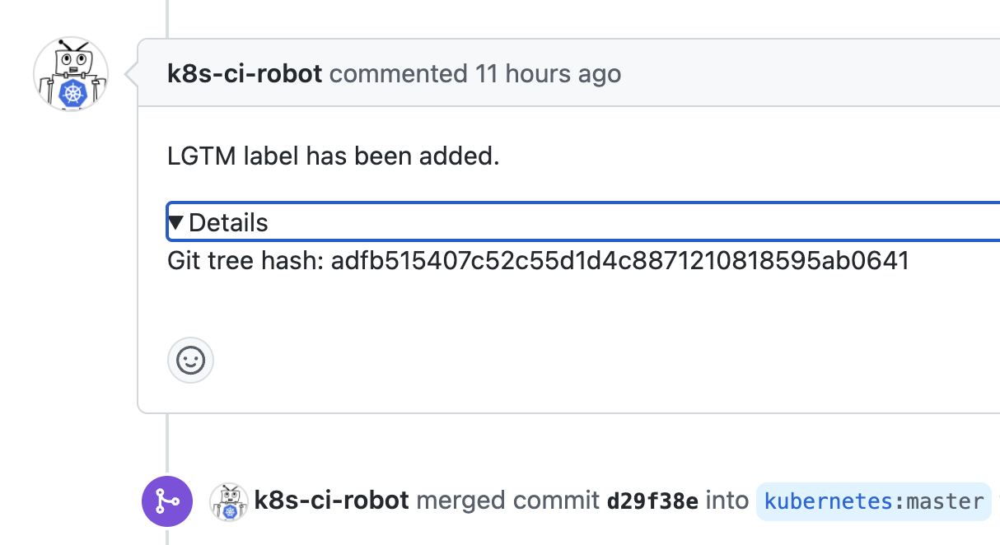 k8s-ci-robot commented 11 hours ago
LGTM label has been added.
▼ Details
Git tree hash: adfb515407c52c55d1d4c8871210818595ab0641
k8s-ci-robot merged commit d29f38e into kubernetes:master